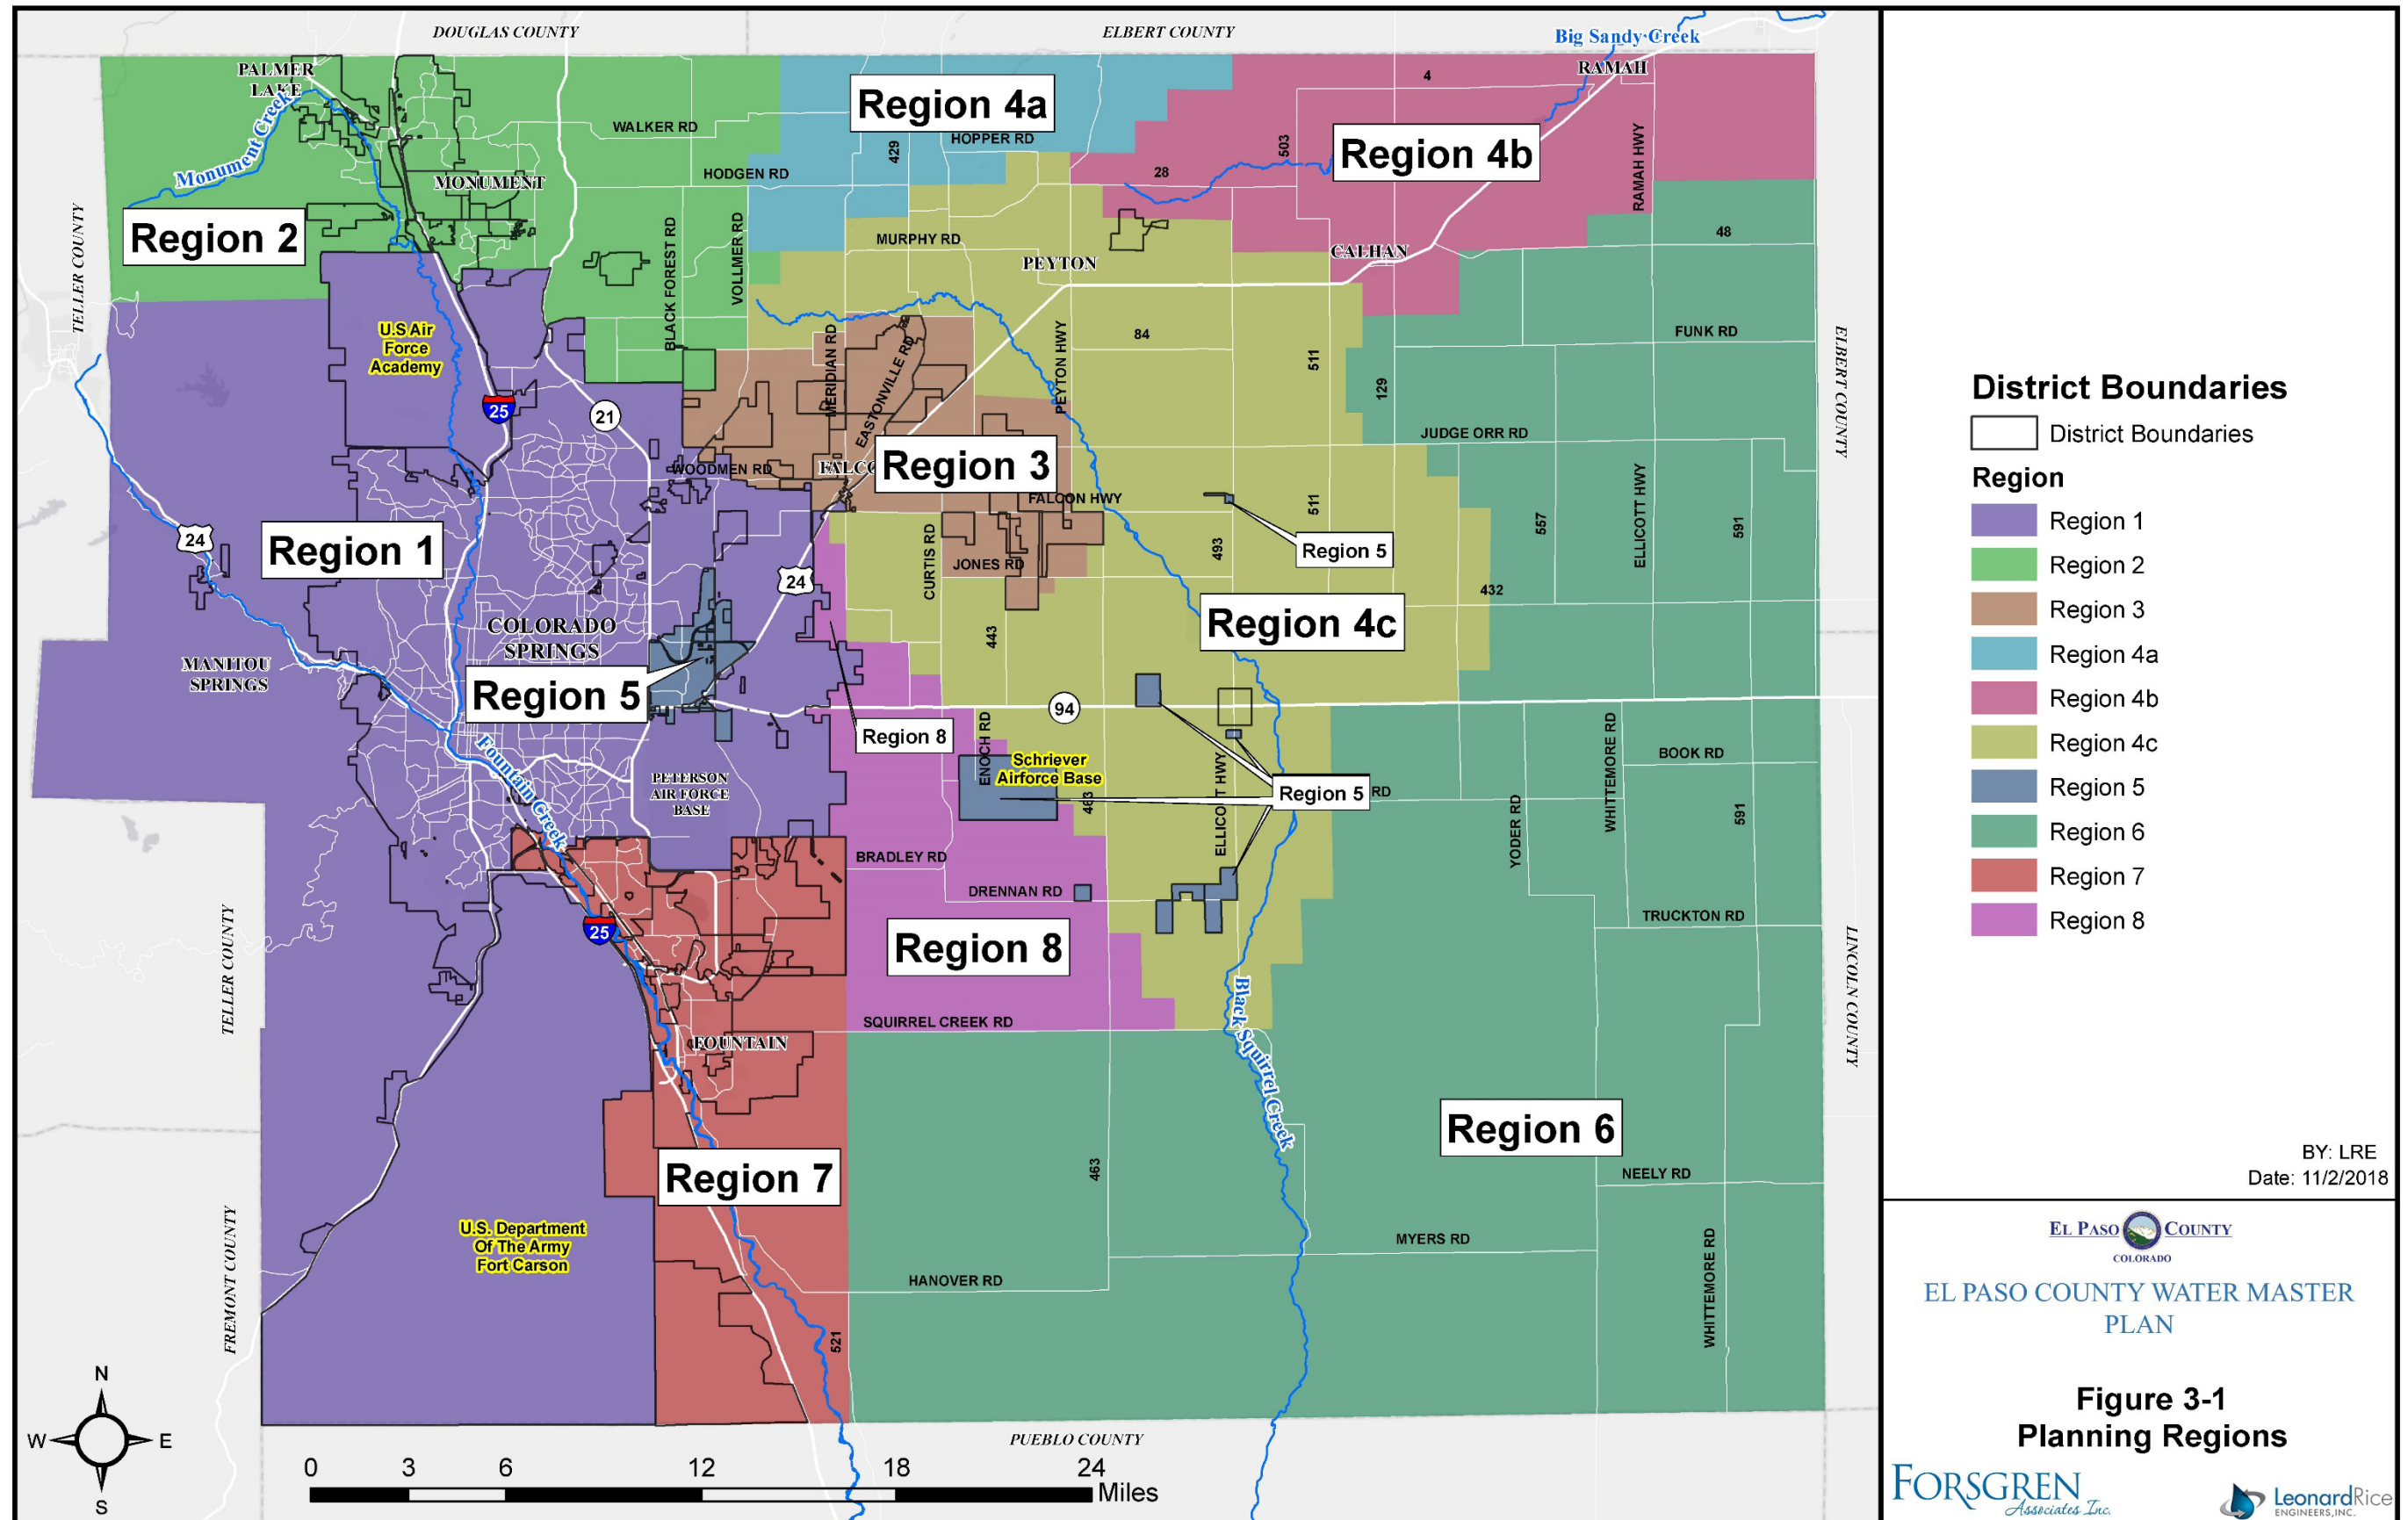 DOUGLAS COUNTY
ELBERT COUNTY
Big Sandy Creek
RAMAH
PALMER
LAKE
Monument Creek
Region 4a
4
WALKER RD
HOPPER RD
429
503
Region 4b
RAMAH HWY
HODGEN RD
28
MONUMENT
Region 2
TELLER COUNTY
BLACK FOREST RD
VOLLMER RD
MURPHY RD
PEYTON
CALHAN
48
U.S Air
Force
Academy
MERIDIAN RD
EASTONVILLE RD
PEYTON HWY
84
511
129
FUNK RD
ELBERT COUNTY
25
21
JUDGE ORR RD
WOODMEN RD
Region 3
FALCON HWY
511
557
ELLICOTT HWY
591
24
Region 1
CURTIS RD
JONES RD
493
Region 5
24
432
COLORADO
SPRINGS
443
Region 4c
MANITOU
SPRINGS
Region 5
94
Region 8
ENOCH RD
Schriever
Airforce Base
463
ELLICOTT HWY
Region 5
RD
YODER RD
WHITTEMORE RD
BOOK RD
591
Fountain Creek
PETERSON
AIR FORCE
BASE
BRADLEY RD
DRENNAN RD
TRUCKTON RD
25
Region 8
TELLER COUNTY
LINCOLN COUNTY
Black Squirrel Creek
SQUIRREL CREEK RD
FOUNTAIN
Region 7
463
Region 6
NEELY RD
U.S. Department
Of The Army
Fort Carson
MYERS RD
HANOVER RD
FREMONT COUNTY
521
WHITTEMORE RD
PUEBLO COUNTY
N
W
E
S
0
3
6
12
18
24
Miles
District Boundaries
District Boundaries
Region
Region 1
Region 2
Region 3
Region 4a
Region 4b
Region 4c
Region 5
Region 6
Region 7
Region 8
BY: LRE
Date: 11/2/2018
EL PASO COUNTY
COLORADO
EL PASO COUNTY WATER MASTER
PLAN
Figure 3-1
Planning Regions
FORSGREN
Associates Inc.
LeonardRice
ENGINEERS, INC.